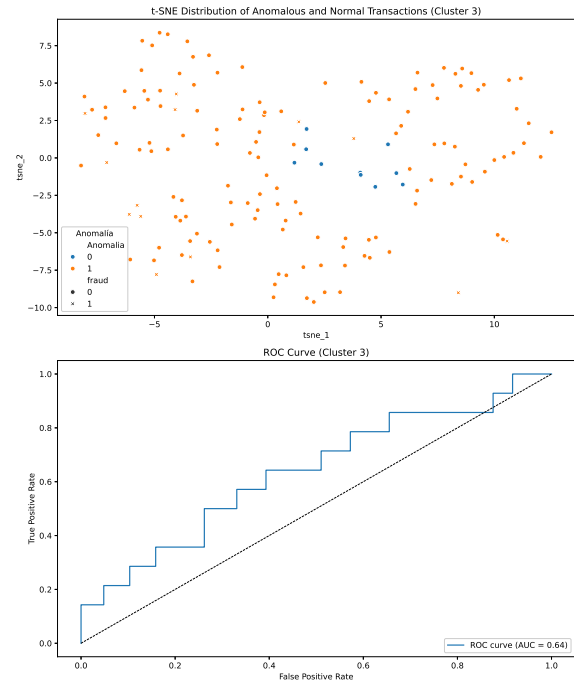 t-SNE Distribution of Anomalous and Normal Transactions (Cluster 3)
7.5
5.0
2.5
0.0
−2.5
−5.0
−7.5
−10.0
tsne_2
Anomalía
Anomalia
0
1
fraud
0
1
−5
0
5
10
tsne_1
ROC Curve (Cluster 3)
1.0
0.8
0.6
0.4
0.2
0.0
True Positive Rate
ROC curve (AUC = 0.64)
0.0
0.2
0.4
0.6
0.8
1.0
False Positive Rate